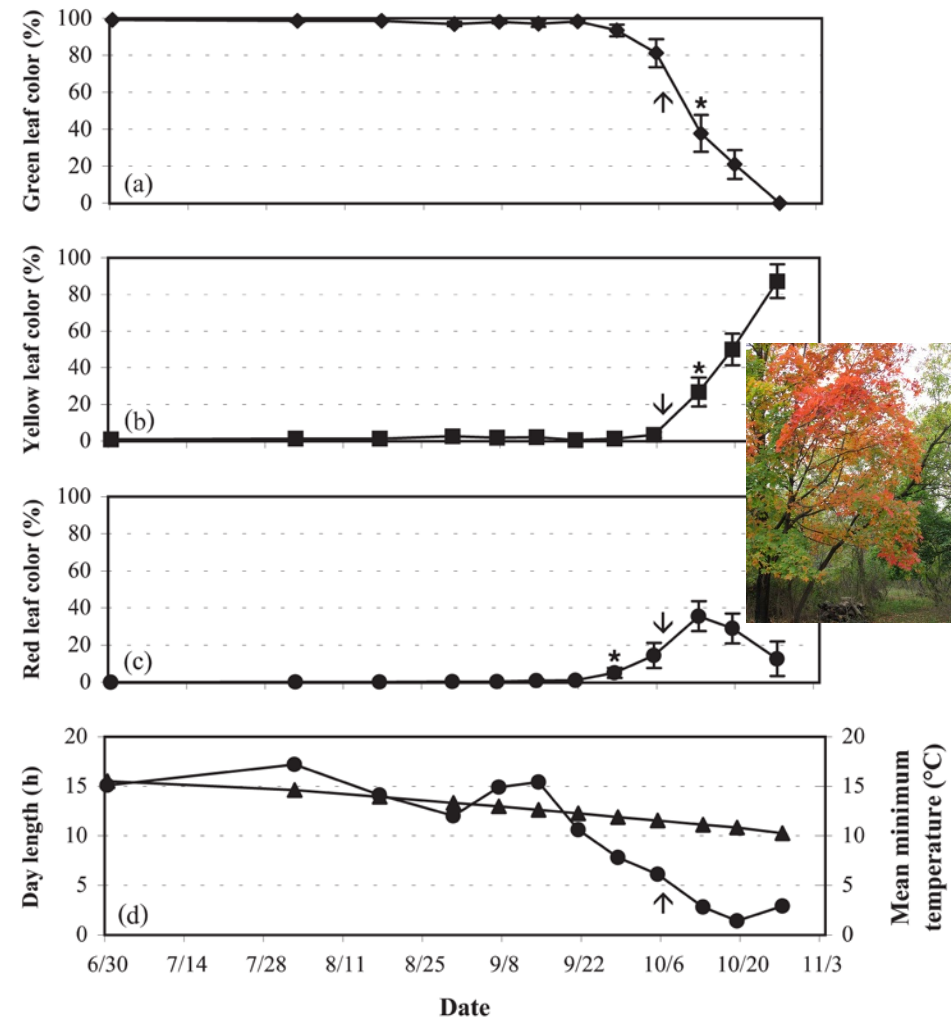 Green leaf color (%)
100
80
60
40
20
0
(a)
*
Yellow leaf color (%)
100
80
60
40
20
0
(b)
*
Red leaf color (%)
100
80
60
40
20
0
(c)
*
Day length (h)
20
15
10
5
0
(d)
20
15
10
5
0
Mean minimum
temperature (°C)
6/30 7/14 7/28 8/11 8/25 9/8 9/22 10/6 10/20 11/3
Date